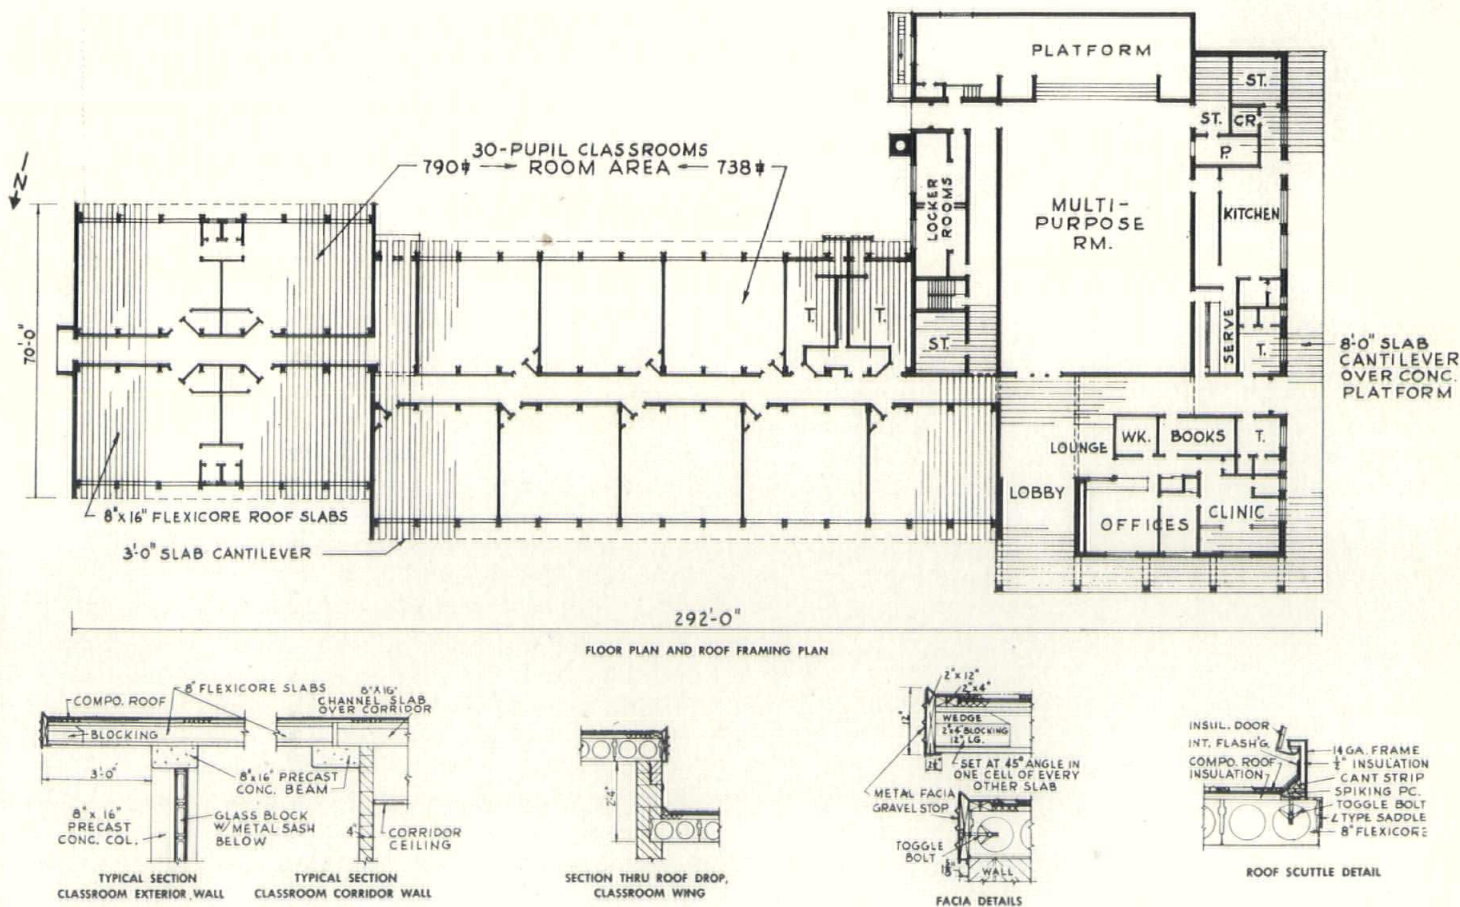 PLATFORM
ST.
ST.
CR.
P.
30-PUPIL CLASSROOMS
790⌗ ROOM AREA 738⌗
N
LOCKER ROOMS
MULTI-
PURPOSE
RM.
KITCHEN
70'-0"
T.
T.
ST.
SERVE
T.
8'-0" SLAB
CANTILEVER
OVER CONC.
PLATFORM
LOUNGE
WK.
BOOKS
T.
LOBBY
OFFICES
CLINIC
8"x16" FLEXICORE ROOF SLABS
3'-0" SLAB CANTILEVER
292'-0"
FLOOR PLAN AND ROOF FRAMING PLAN
COMPO. ROOF
8" FLEXICORE SLABS
8"x16"
CHANNEL SLAB
OVER CORRIDOR
BLOCKING
3'-0"
8"x16" PRECAST
CONC. BEAM
8" x 16"
PRECAST
CONC. COL.
GLASS BLOCK
W/METAL SASH
BELOW
4"
CORRIDOR
CEILING
TYPICAL SECTION
CLASSROOM EXTERIOR WALL
TYPICAL SECTION
CLASSROOM CORRIDOR WALL
2'-4"
SECTION THRU ROOF DROP,
CLASSROOM WING
2"x 12"
2"x 4"
12"
WEDGE
2"x4" BLOCKING
12" LG.
SET AT 45° ANGLE IN
ONE CELL OF EVERY
OTHER SLAB
METAL FACIA
GRAVEL STOP
TOGGLE
BOLT
WALL
FACIA DETAILS
INSUL. DOOR
INT. FLASH'G.
COMPO. ROOF
INSULATION
14 GA. FRAME
½" INSULATION
CANT STRIP
SPIKING PC.
TOGGLE BOLT
∠TYPE SADDLE
8" FLEXICORE
ROOF SCUTTLE DETAIL